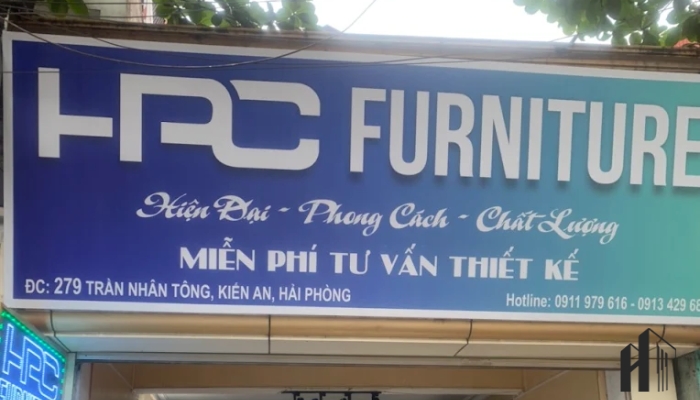 HPC FURNITURE
Hiện Đại - Phong Cách - Chất Lượng
MIỄN PHÍ TƯ VẤN THIẾT KẾ
ĐC: 279 TRẦN NHÂN TÔNG, KIẾN AN, HẢI PHÒNG
Hotline: 0911 979 616 - 0913 429 68
HPC